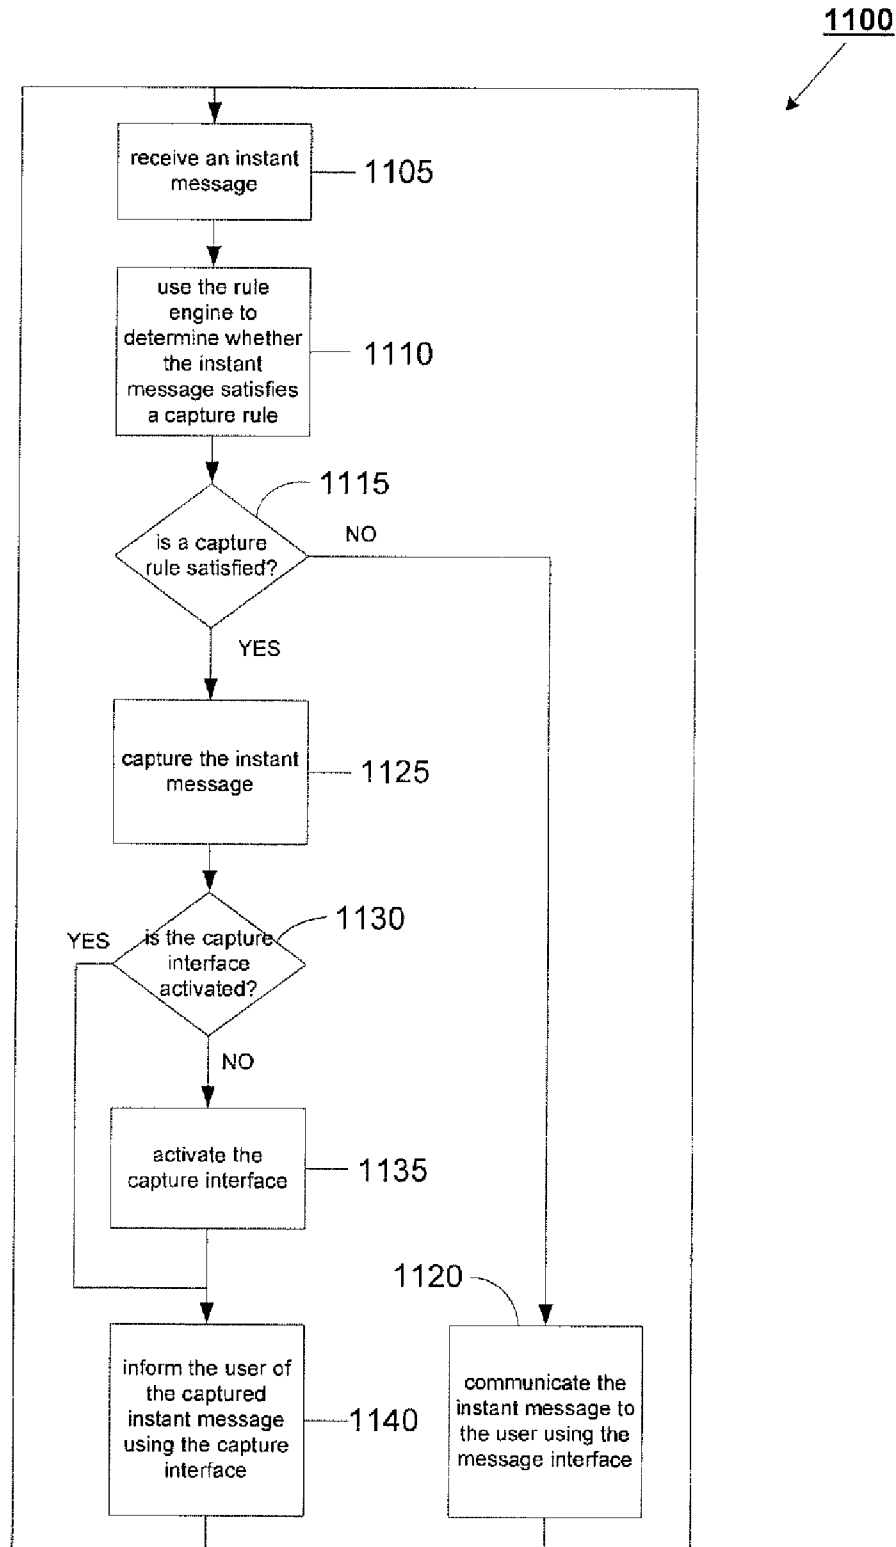 1100
receive an instant
message
1105
use the rule
engine to
determine whether
the instant
message satisfies
a capture rule
1110
1115
is a capture
rule satisfied?
NO
YES
capture the instant
message
1125
1130
YES
is the capture
interface
activated?
NO
activate the
capture interface
1135
1120
inform the user of
the captured
instant message
using the capture
interface
1140
communicate the
instant message to
the user using the
message interface